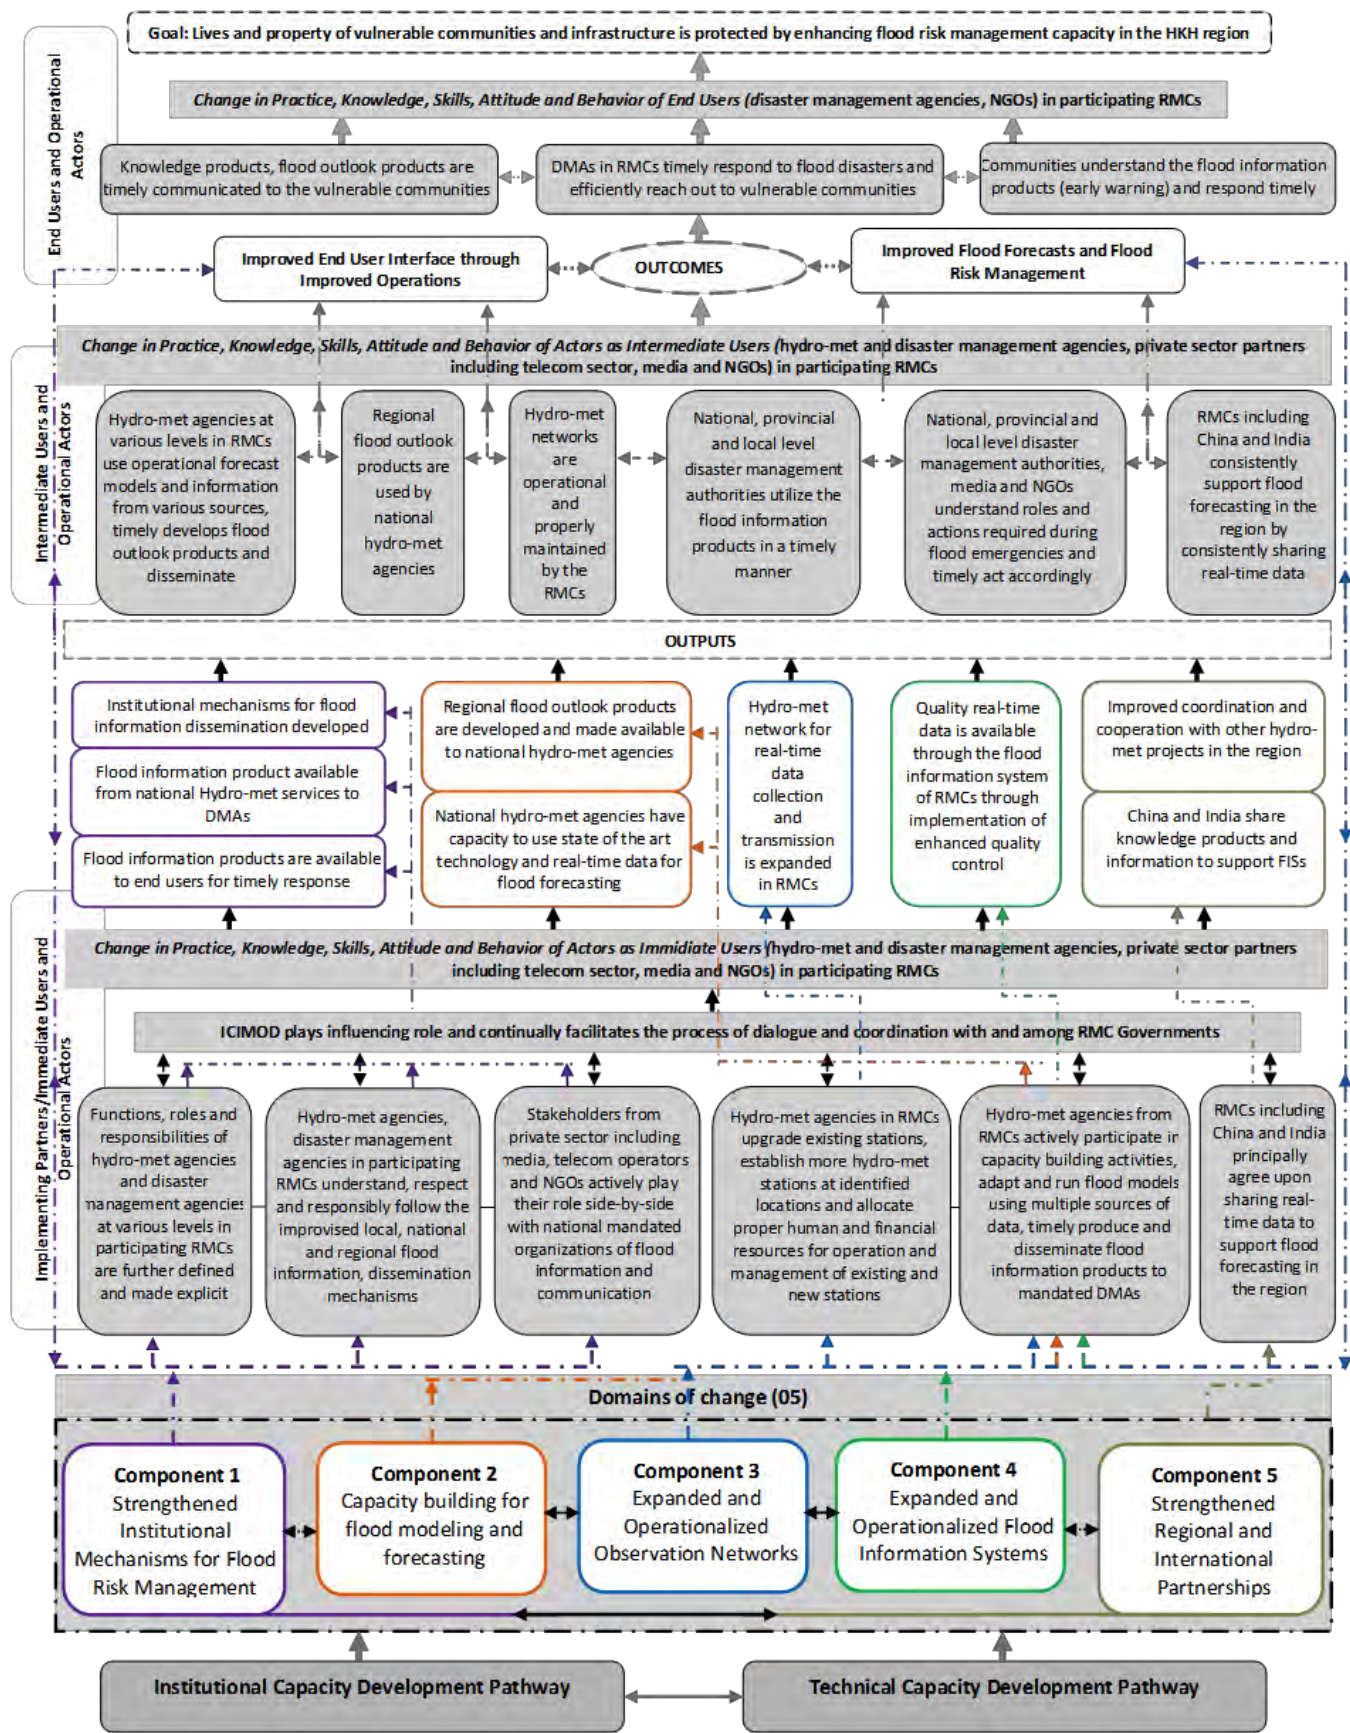 Goal: Lives and property of vulnerable communities and infrastructure is protected by enhancing flood risk management capacity in the HKH region
End Users and Operational
Actors
Change in Practice, Knowledge, Skills, Attitude and Behavior of End Users (disaster management agencies, NGOs) in participating RMCs
Knowledge products, flood outlook products are
timely communicated to the vulnerable communities
DMAs in RMCs timely respond to flood disasters and
efficiently reach out to vulnerable communities
Communities understand the flood information
products (early warning) and respond timely
Improved End User Interface through
Improved Operations
OUTCOMES
Improved Flood Forecasts and Flood
Risk Management
Change in Practice, Knowledge, Skills, Attitude and Behavior of Actors as Intermediate Users (hydro-met and disaster management agencies, private sector partners
including telecom sector, media and NGOs) in participating RMCs
Intermediate Users and
Operational Actors
Hydro-met agencies at
various levels in RMCs
use operational forecast
models and information
from various sources,
timely develops flood
outlook products and
disseminate
Regional
flood outlook
products are
used by
national
hydro-met
agencies
Hydro-met
networks
are
operational
and
properly
maintained
by the
RMCs
National, provincial
and local level
disaster management
authorities utilize the
flood information
products in a timely
manner
National, provincial and
local level disaster
management authorities,
media and NGOs
understand roles and
actions required during
flood emergencies and
timely act accordingly
RMCs including
China and India
consistently
support flood
forecasting in the
region by
consistently sharing
real-time data
OUTPUTS
Institutional mechanisms for flood
information dissemination developed
Flood information product available
from national Hydro-met services to
DMAs
Flood information products are available
to end users for timely response
Regional flood outlook products
are developed and made available
to national hydro-met agencies
National hydro-met agencies have
capacity to use state of the art
technology and real-time data for
flood forecasting
Hydro-met
network for
real-time
data
collection
and
transmission
is expanded
in RMCs
Quality real-time
data is available
through the flood
information system
of RMCs through
implementation of
enhanced quality
control
Improved coordination and
cooperation with other hydro-
met projects in the region
China and India share
knowledge products and
information to support FISs
Implementing Partners/Immediate Users and
Operational Actors
Change in Practice, Knowledge, Skills, Attitude and Behavior of Actors as Immidiate Users (hydro-met and disaster management agencies, private sector partners
including telecom sector, media and NGOs) in participating RMCs
ICIMOD plays influencing role and continually facilitates the process of dialogue and coordination with and among RMC Governments
Functions, roles and
responsibilities of
hydro-met agencies
and disaster
management agencies
at various levels in
participating RMCs
are further defined
and made explicit
Hydro-met agencies,
disaster management
agencies in participating
RMCs understand, respect
and responsibly follow the
improvised local, national
and regional flood
information, dissemination
mechanisms
Stakeholders from
private sector including
media, telecom operators
and NGOs actively play
their role side-by-side
with national mandated
organizations of flood
information and
communication
Hydro-met agencies in RMCs
upgrade existing stations,
establish more hydro-met
stations at identified
locations and allocate
proper human and financial
resources for operation and
management of existing and
new stations
Hydro-met agencies from
RMCs actively participate in
capacity building activities,
adapt and run flood models
using multiple sources of
data, timely produce and
disseminate flood
information products to
mandated DMAs
RMCs including
China and India
principally
agree upon
sharing real-
time data to
support flood
forecasting in
the region
Domains of change (05)
Component 1
Strengthened
Institutional
Mechanisms for Flood
Risk Management
Component 2
Capacity building for
flood modeling and
forecasting
Component 3
Expanded and
Operationalized
Observation Networks
Component 4
Expanded and
Operationalized Flood
Information Systems
Component 5
Strengthened
Regional and
International
Partnerships
Institutional Capacity Development Pathway
Technical Capacity Development Pathway